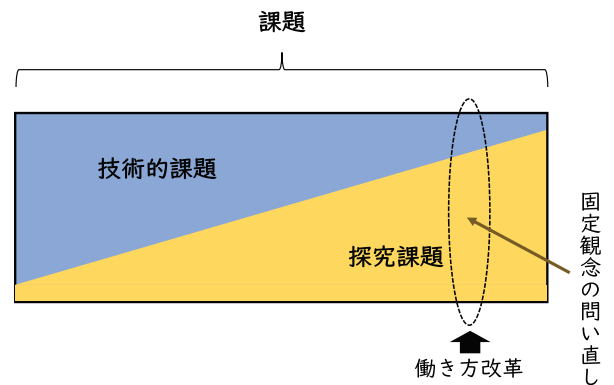 課題
技術的課題
探究課題
固定観念の問い直し
働き方改革